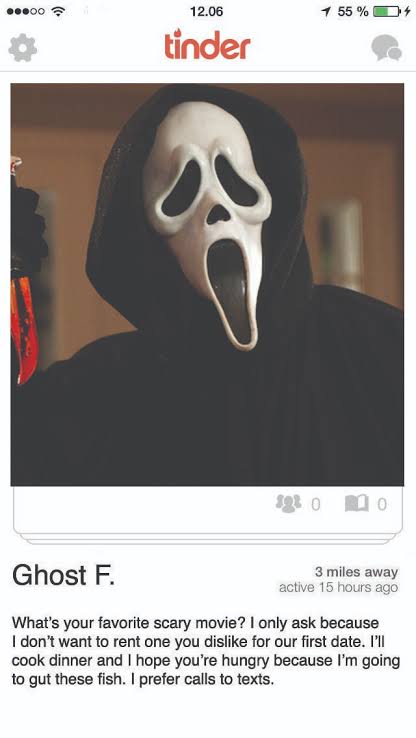 12.06
55 %
tinder
0
0
Ghost F.
3 miles away
active 15 hours ago
What's your favorite scary movie? I only ask because
I don't want to rent one you dislike for our first date. I'll
cook dinner and I hope you're hungry because I'm going
to gut these fish. I prefer calls to texts.